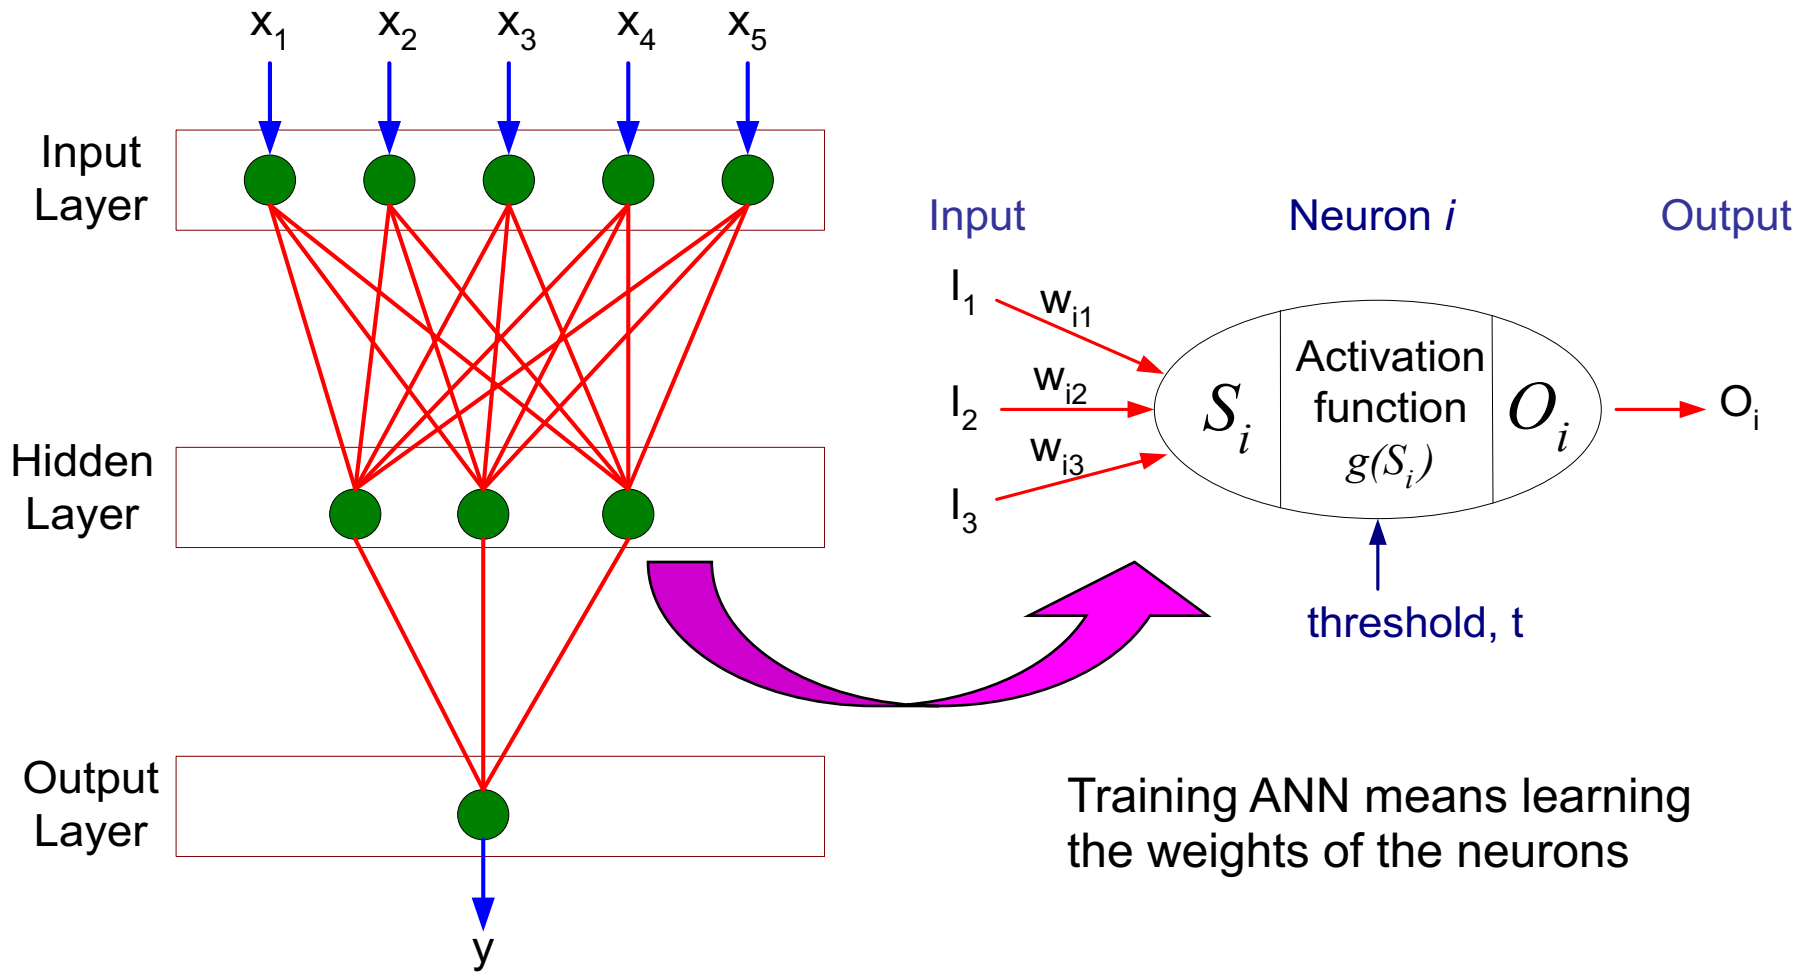 x₁ x₂ x₃ x₄ x₅
Input
Layer
Hidden
Layer
Output
Layer
y
Input Neuron i Output
I₁ wᵢ₁
I₂ wᵢ₂
I₃ wᵢ₃
Sᵢ
Activation
function
g(Sᵢ)
Oᵢ
Oᵢ
threshold, t
Training ANN means learning
the weights of the neurons